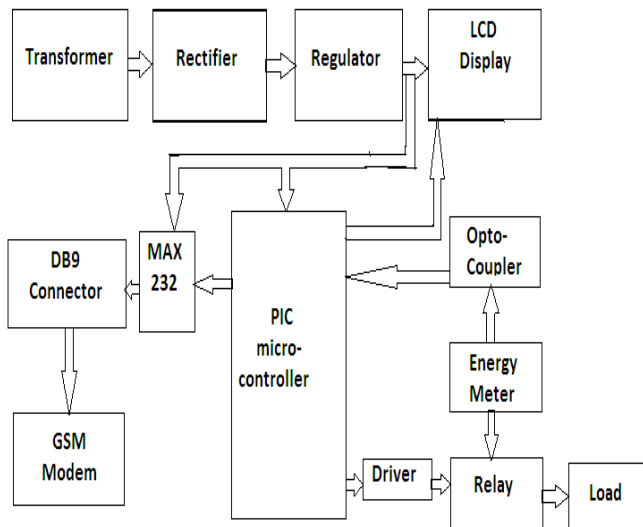 Transformer
Rectifier
Regulator
LCD
Display
DB9
Connector
MAX
232
PIC
micro-
controller
Opto-
Coupler
Energy
Meter
GSM
Modem
Driver
Relay
Load